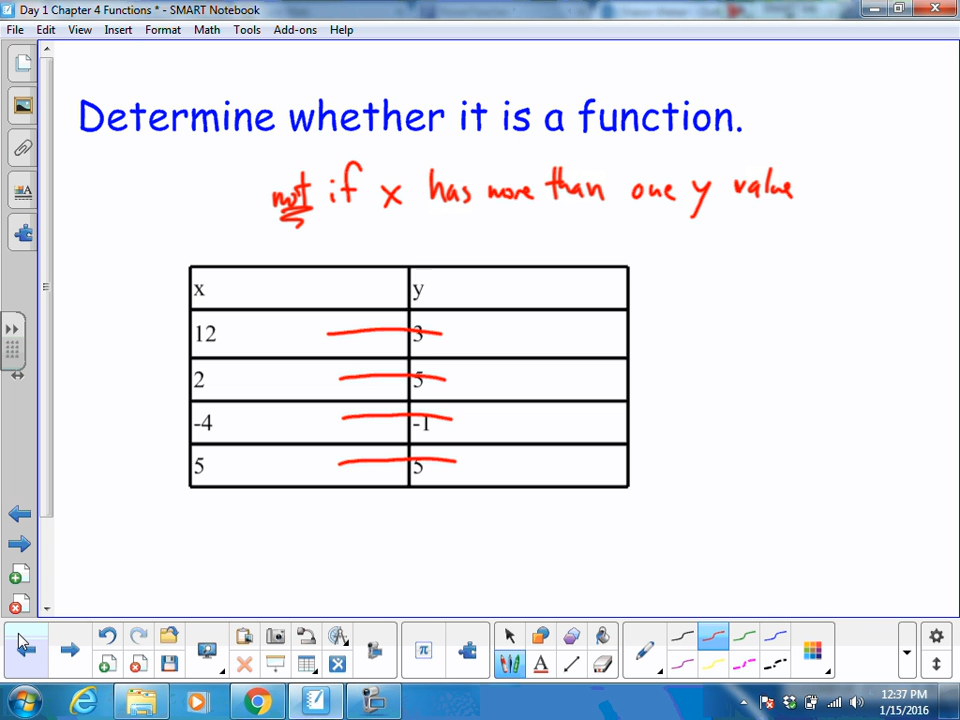 Day 1 Chapter 4 Functions * - SMART Notebook
File Edit View Insert Format Math Tools Add-ons Help
Determine whether it is a function.
not if x has more than one y value
x y
12 3
2 5
-4 -1
5 5
π A
12:37 PM
1/15/2016